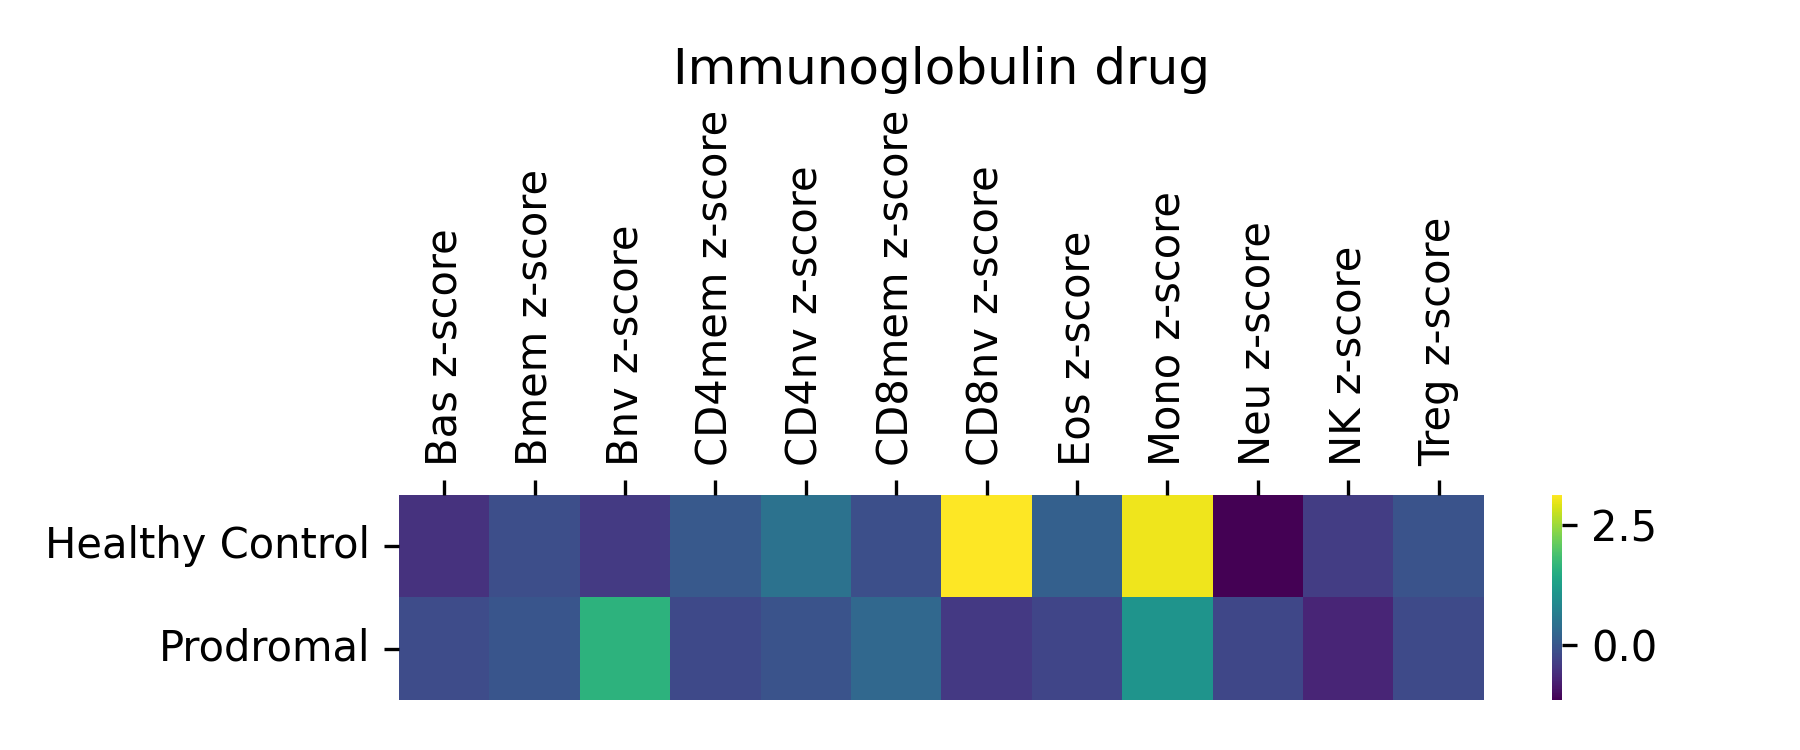 Immunoglobulin drug
Bas z-score
Bmem z-score
Bnv z-score
CD4mem z-score
CD4nv z-score
CD8mem z-score
CD8nv z-score
Eos z-score
Mono z-score
Neu z-score
NK z-score
Treg z-score
Healthy Control
Prodromal
2.5
0.0